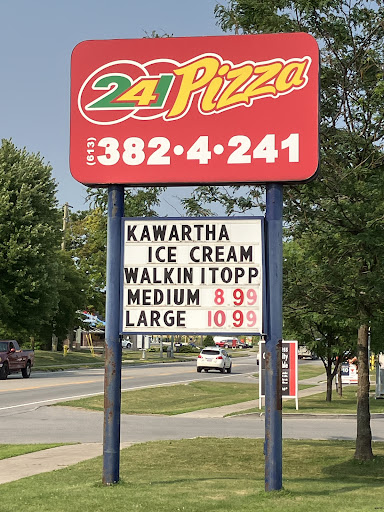 241 Pizza
(613) 382·4·241
KAWARTHA
ICE CREAM
WALKIN 1TOPP
MEDIUM 8.99
LARGE 10.99